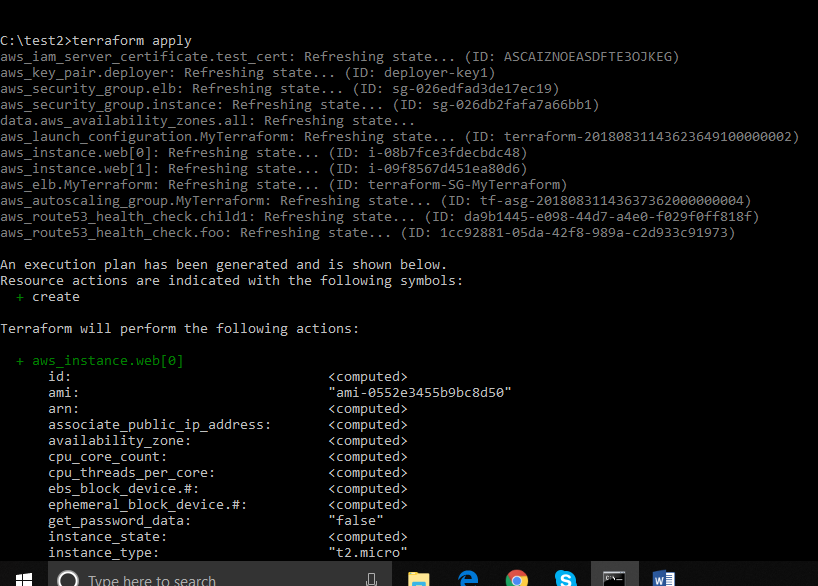 C:\test2>terraform apply
aws_iam_server_certificate.test_cert: Refreshing state... (ID: ASCAIZNOEASDFTE3OJKEG)
aws_key_pair.deployer: Refreshing state... (ID: deployer-key1)
aws_security_group.elb: Refreshing state... (ID: sg-026edfad3de17ec19)
aws_security_group.instance: Refreshing state... (ID: sg-026db2fafa7a66bb1)
data.aws_availability_zones.all: Refreshing state...
aws_launch_configuration.MyTerraform: Refreshing state... (ID: terraform-20180831143623649100000002)
aws_instance.web[0]: Refreshing state... (ID: i-08b7fce3fdecbdc48)
aws_instance.web[1]: Refreshing state... (ID: i-09f8567d451ea80d6)
aws_elb.MyTerraform: Refreshing state... (ID: terraform-SG-MyTerraform)
aws_autoscaling_group.MyTerraform: Refreshing state... (ID: tf-asg-20180831143637362000000004)
aws_route53_health_check.child1: Refreshing state... (ID: da9b1445-e098-44d7-a4e0-f029f0ff818f)
aws_route53_health_check.foo: Refreshing state... (ID: 1cc92881-05da-42f8-989a-c2d933c91973)
An execution plan has been generated and is shown below.
Resource actions are indicated with the following symbols:
+ create
Terraform will perform the following actions:
+ aws_instance.web[0]
id: <computed>
ami: "ami-0552e3455b9bc8d50"
arn: <computed>
associate_public_ip_address: <computed>
availability_zone: <computed>
cpu_core_count: <computed>
cpu_threads_per_core: <computed>
ebs_block_device.#: <computed>
ephemeral_block_device.#: <computed>
get_password_data: "false"
instance_state: <computed>
instance_type: "t2.micro"
Type here to search